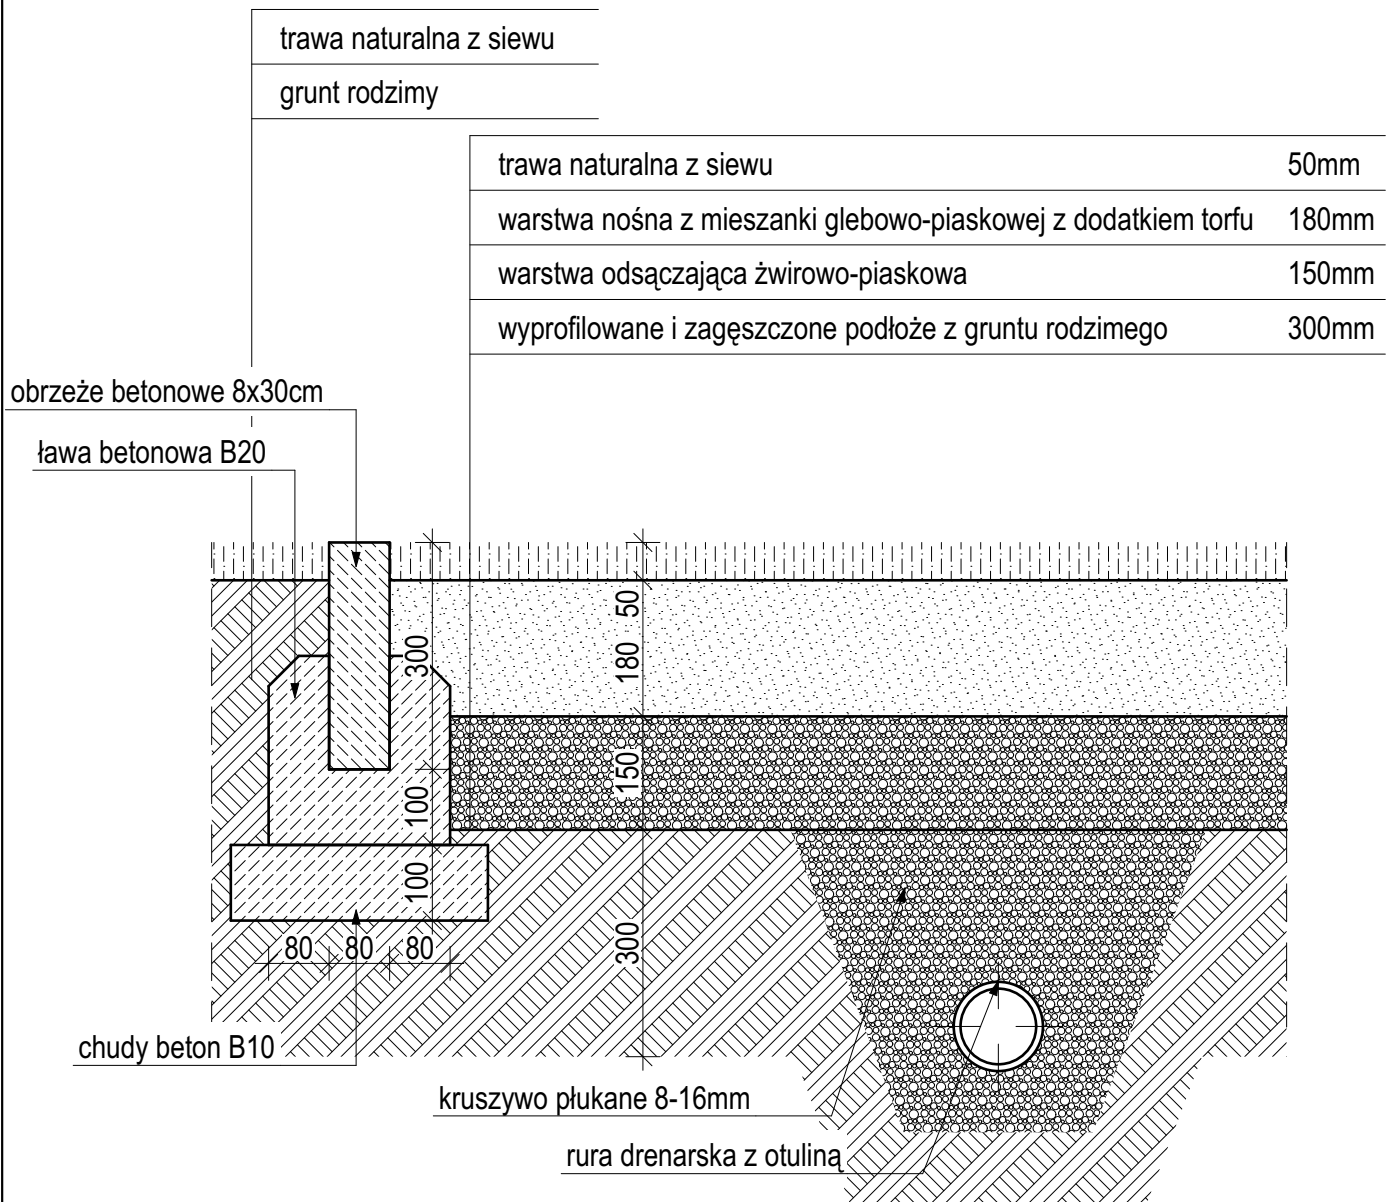 trawa naturalna z siewu
grunt rodzimy
trawa naturalna z siewu 50mm
warstwa nośna z mieszanki glebowo-piaskowej z dodatkiem torfu 180mm
warstwa odsączająca żwirowo-piaskowa 150mm
wyprofilowane i zagęszczone podłoże z gruntu rodzimego 300mm
obrzeże betonowe 8x30cm
ława betonowa B20
50
300
180
150
100
100
300
80 80 80
chudy beton B10
kruszywo płukane 8-16mm
rura drenarska z otuliną